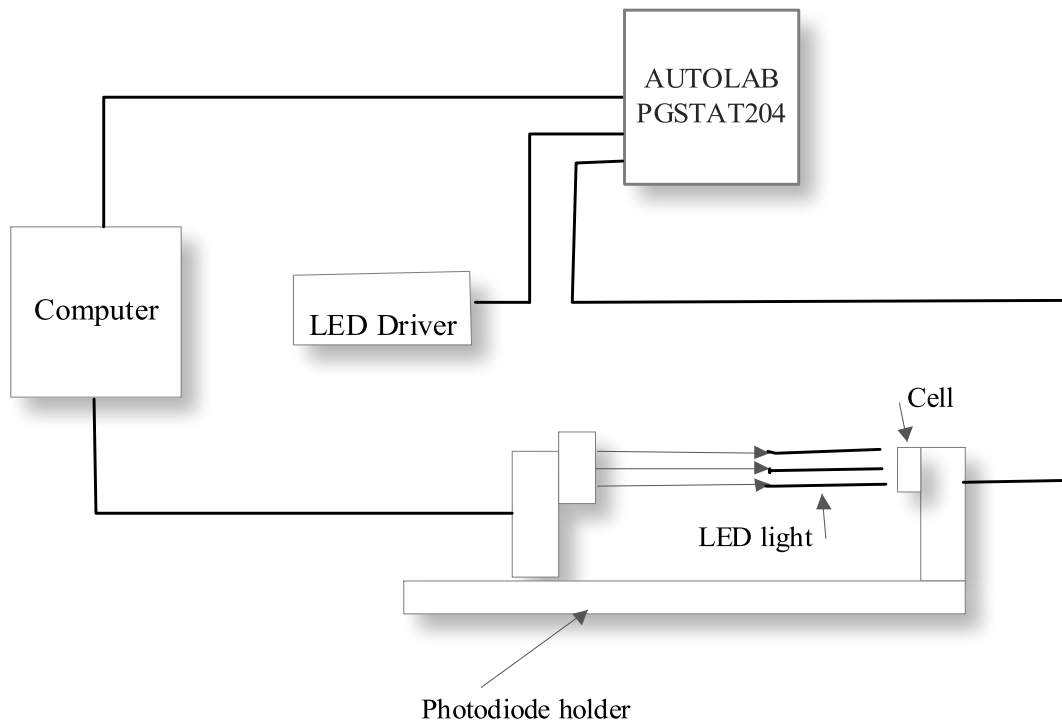 AUTOLAB
PGSTAT204
Computer
LED Driver
Cell
LED light
Photodiode holder